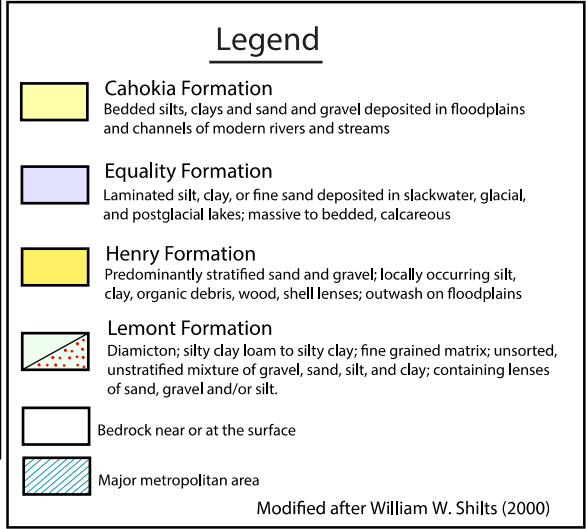 Legend
Cahokia Formation
Bedded silts, clays and sand and gravel deposited in floodplains
and channels of modern rivers and streams
Equality Formation
Laminated silt, clay, or fine sand deposited in slackwater, glacial,
and postglacial lakes; massive to bedded, calcareous
Henry Formation
Predominantly stratified sand and gravel; locally occurring silt,
clay, organic debris, wood, shell lenses; outwash on floodplains
Lemont Formation
Diamicton; silty clay loam to silty clay; fine grained matrix; unsorted,
unstratified mixture of gravel, sand, silt, and clay; containing lenses
of sand, gravel and/or silt.
Bedrock near or at the surface
Major metropolitan area
Modified after William W. Shilts (2000)